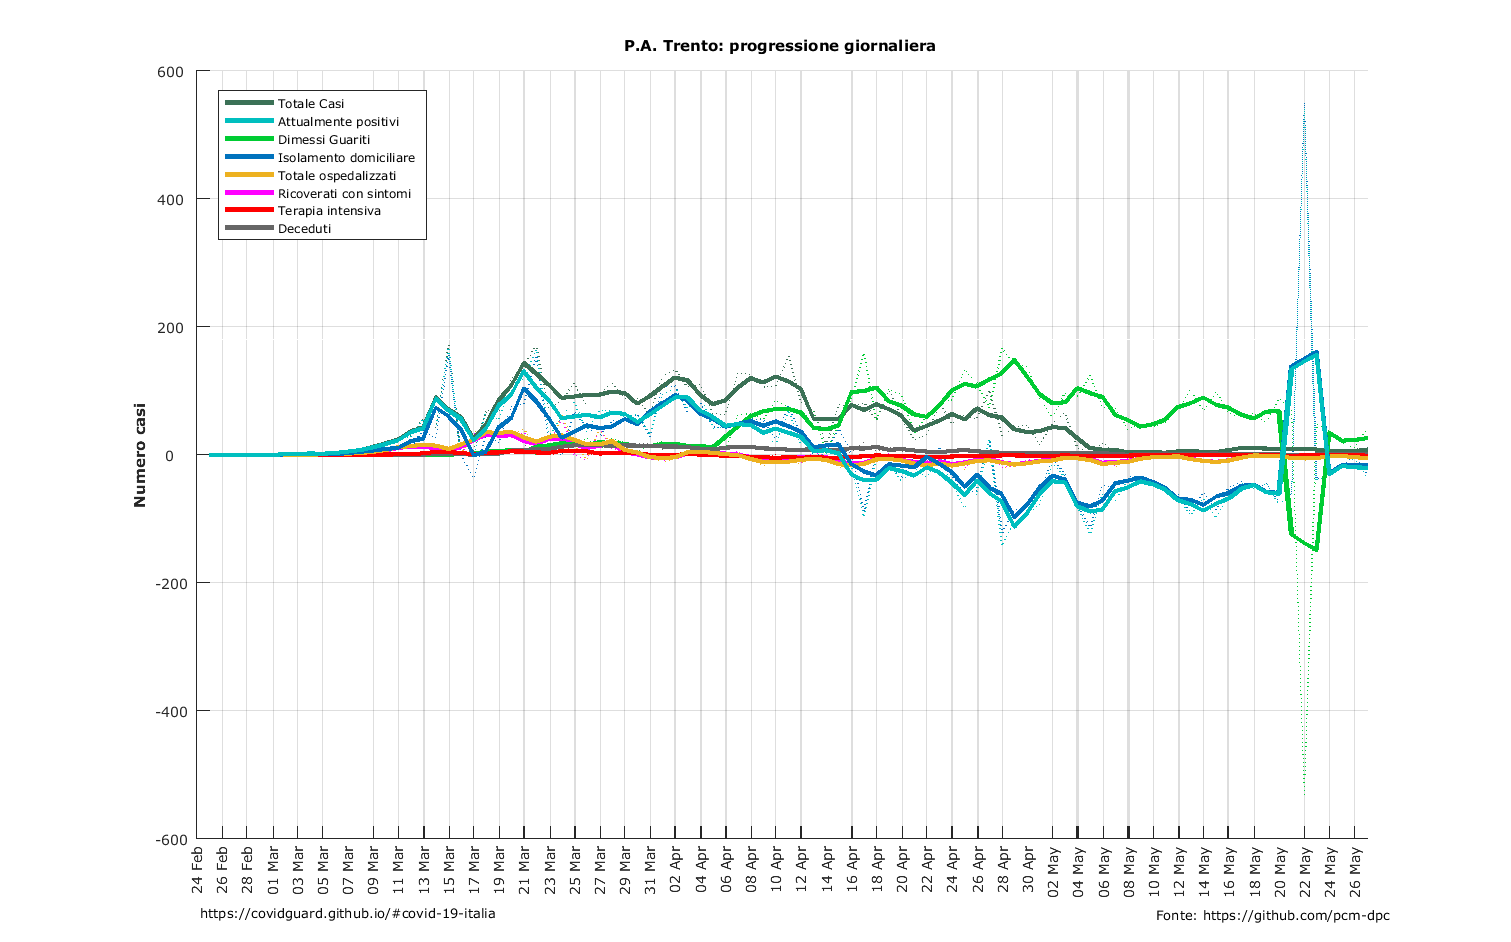 P.A. Trento: progressione giornaliera
600
400
200
0
-200
-400
-600
Numero casi
Totale Casi
Attualmente positivi
Dimessi Guariti
Isolamento domiciliare
Totale ospedalizzati
Ricoverati con sintomi
Terapia intensiva
Deceduti
24 Feb
26 Feb
28 Feb
01 Mar
03 Mar
05 Mar
07 Mar
09 Mar
11 Mar
13 Mar
15 Mar
17 Mar
19 Mar
21 Mar
23 Mar
25 Mar
27 Mar
29 Mar
31 Mar
02 Apr
04 Apr
06 Apr
08 Apr
10 Apr
12 Apr
14 Apr
16 Apr
18 Apr
20 Apr
22 Apr
24 Apr
26 Apr
28 Apr
30 Apr
02 May
04 May
06 May
08 May
10 May
12 May
14 May
16 May
18 May
20 May
22 May
24 May
26 May
https://covidguard.github.io/#covid-19-italia
Fonte: https://github.com/pcm-dpc